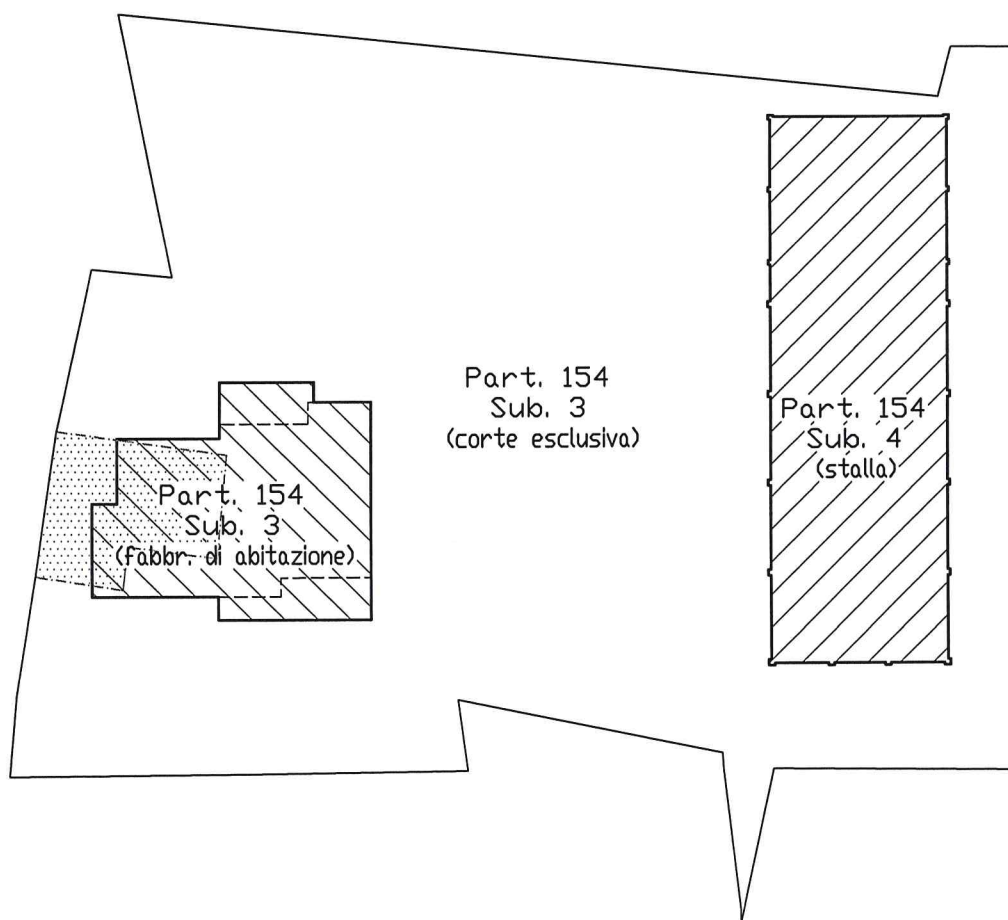 Part. 154
Sub. 3
(corte esclusiva)
Part. 154
Sub. 4
(stalla)
Part. 154
Sub. 3
(fabbr. di abitazione)